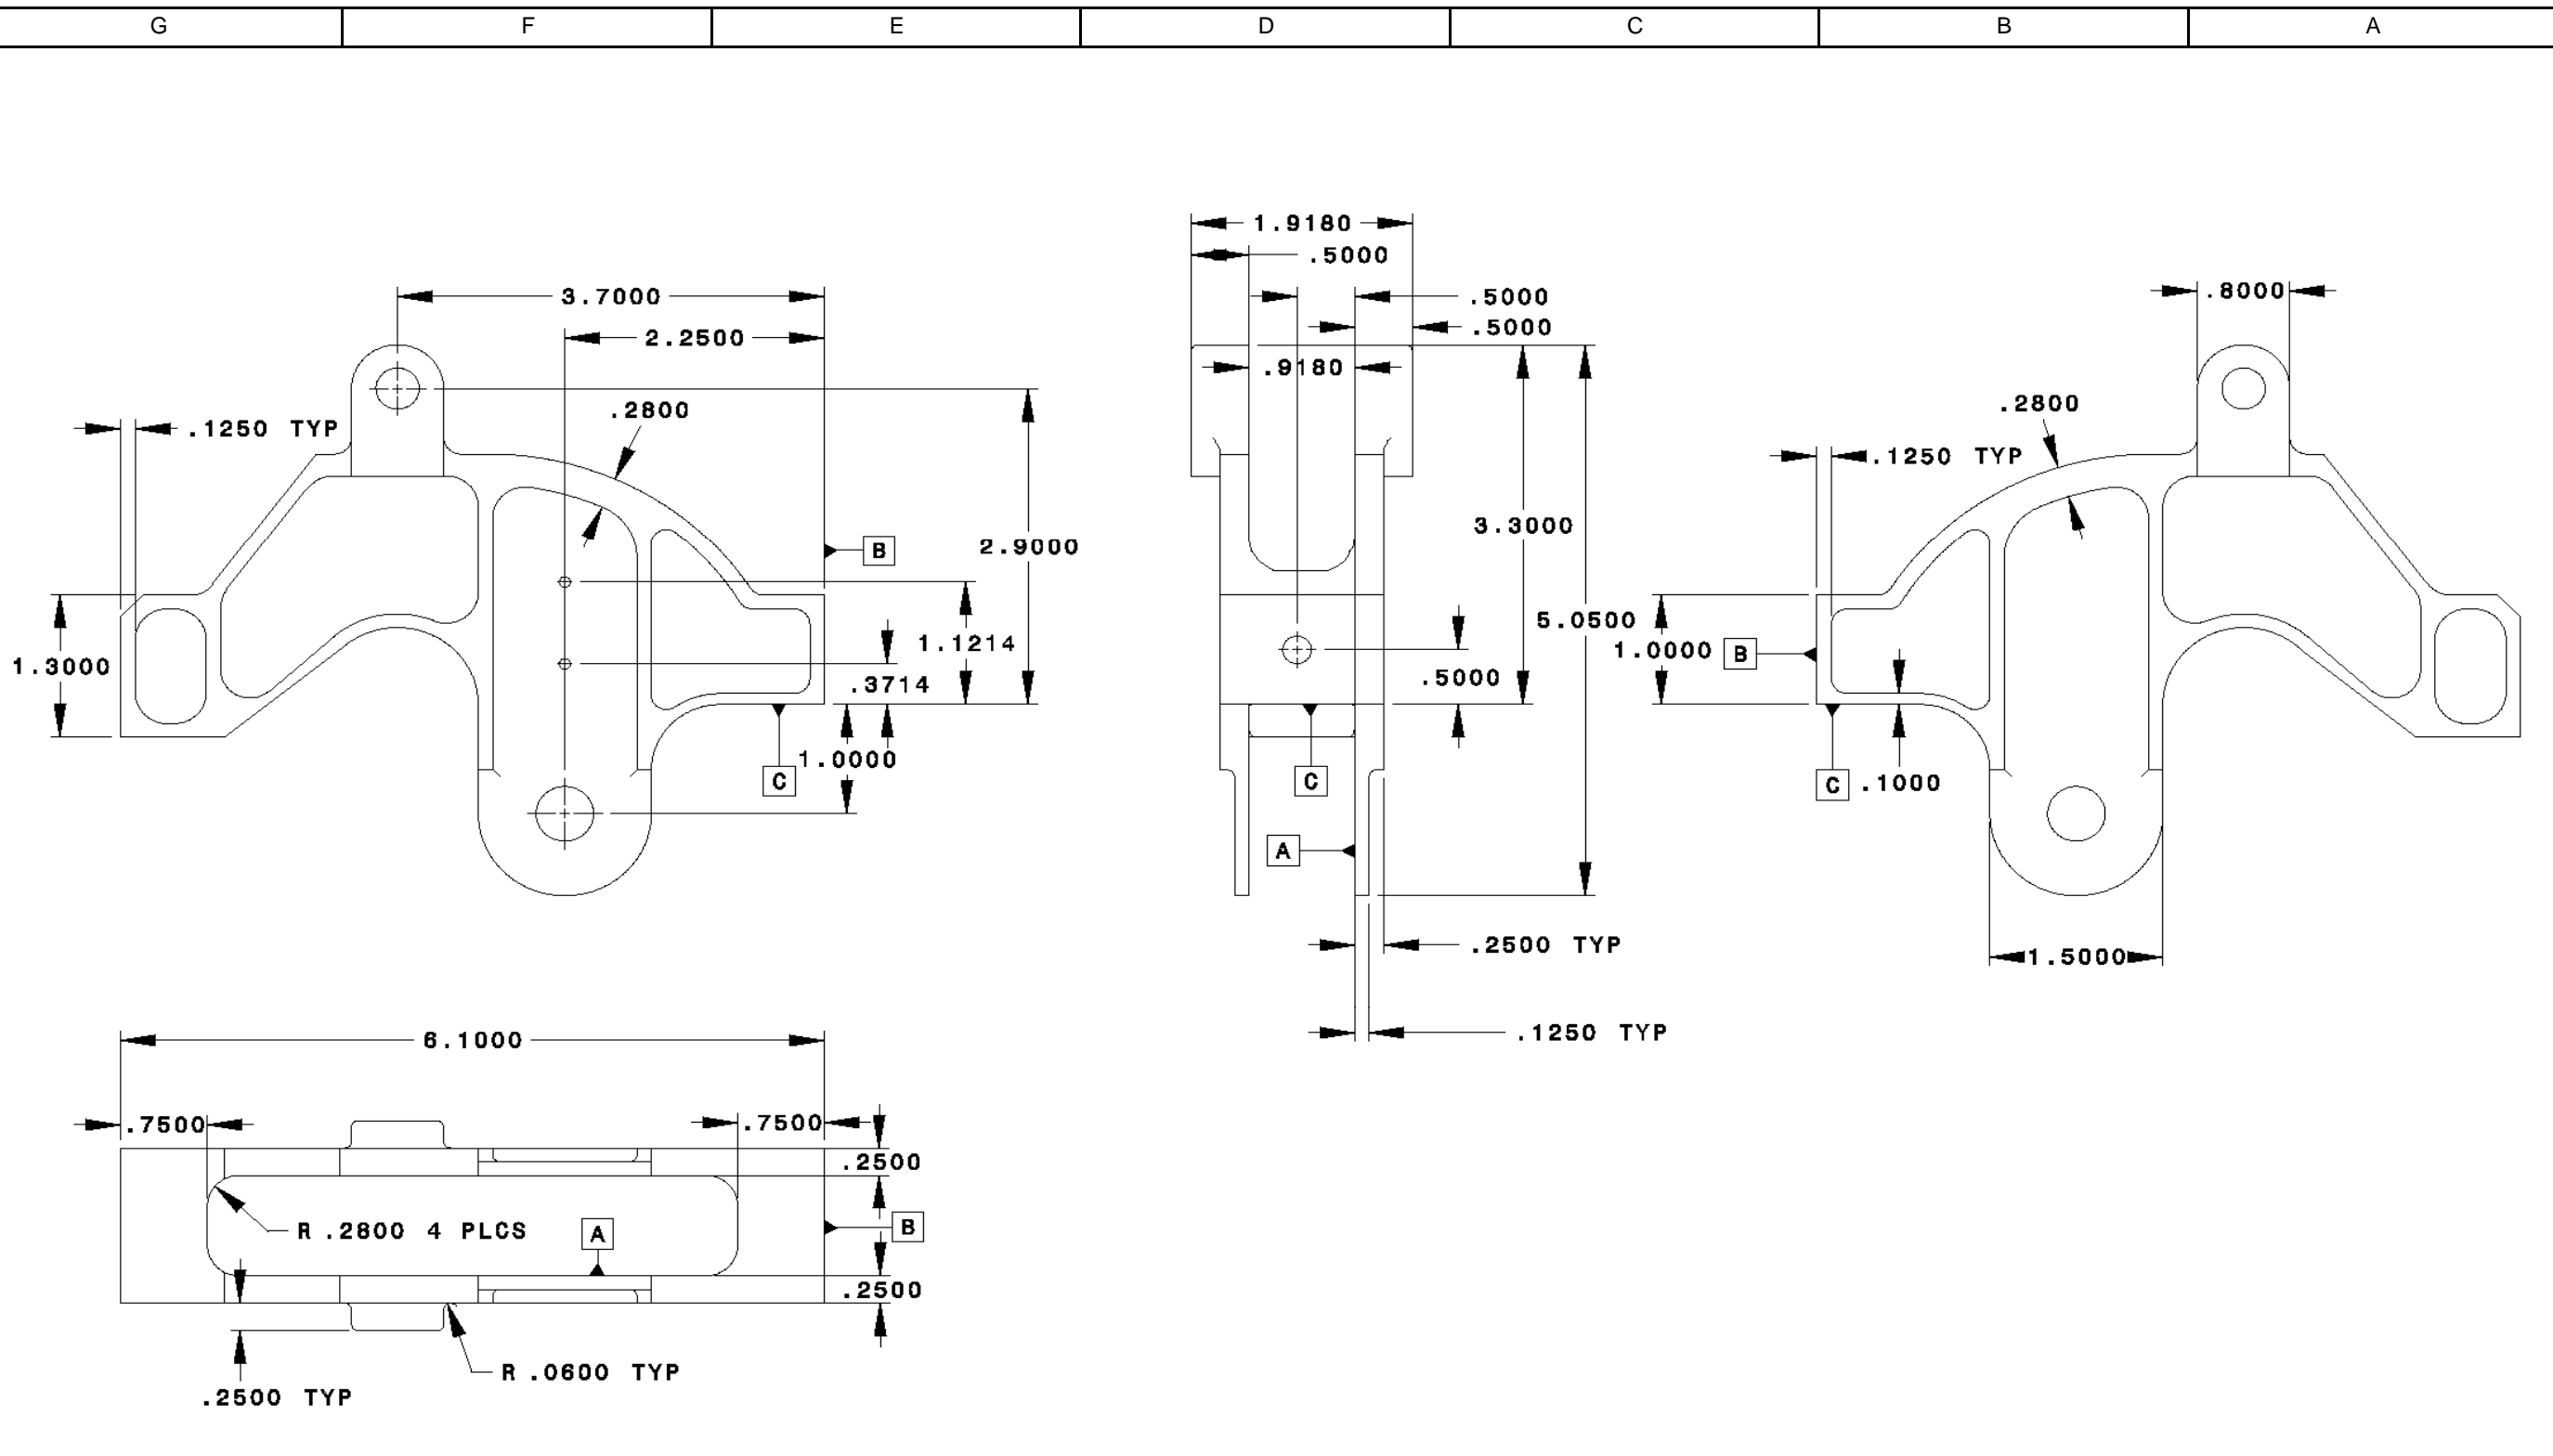 G F E D C B A
1.9180
.5000
3.7000
.5000
.8000
.5000
2.2500
.9180
.2800
.2800
.1250 TYP
.1250 TYP
3.3000
2.9000
B
5.0500
1.1214
1.0000
B
1.3000
.5000
.3714
1.0000
C
C
C
.1000
A
.2500 TYP
1.5000
.1250 TYP
6.1000
.7500
.7500
.2500
R .2800 4 PLCS
A
B
.2500
R .0600 TYP
.2500 TYP